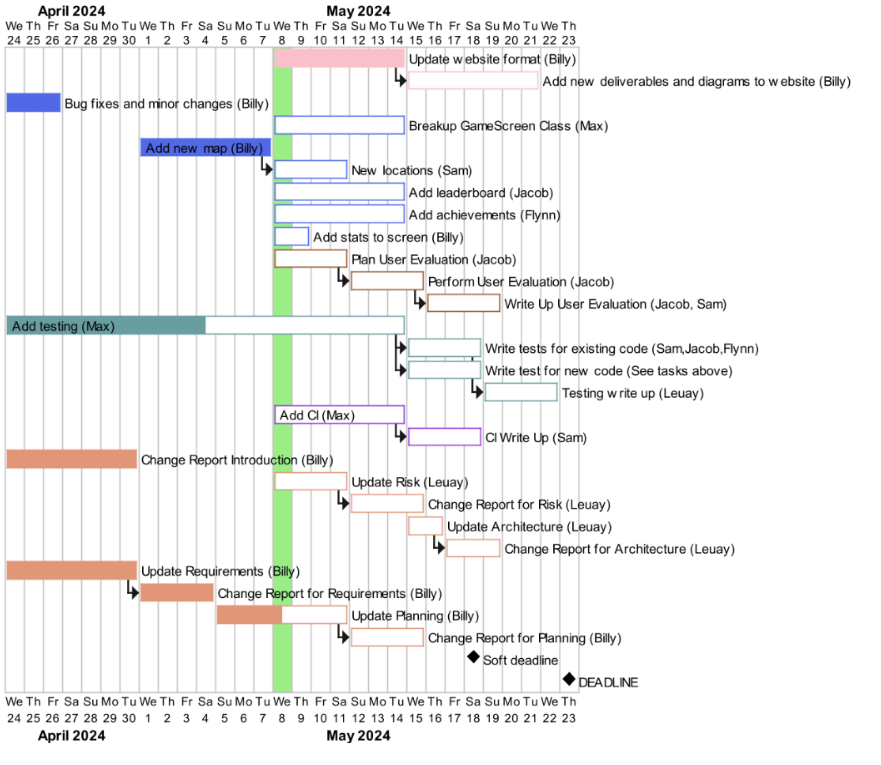 April 2024 May 2024
We Th Fr Sa Su Mo Tu We Th Fr Sa Su Mo Tu We Th Fr Sa Su Mo Tu We Th Fr Sa Su Mo Tu We Th
24 25 26 27 28 29 30 1 2 3 4 5 6 7 8 9 10 11 12 13 14 15 16 17 18 19 20 21 22 23
Update website format (Billy)
Add new deliverables and diagrams to website (Billy)
Bug fixes and minor changes (Billy)
Breakup GameScreen Class (Max)
Add new map (Billy)
New locations (Sam)
Add leaderboard (Jacob)
Add achievements (Flynn)
Add stats to screen (Billy)
Plan User Evaluation (Jacob)
Perform User Evaluation (Jacob)
Write Up User Evaluation (Jacob, Sam)
Add testing (Max)
Write tests for existing code (Sam,Jacob,Flynn)
Write test for new code (See tasks above)
Testing write up (Leuay)
Add CI (Max)
CI Write Up (Sam)
Change Report Introduction (Billy)
Update Risk (Leuay)
Change Report for Risk (Leuay)
Update Architecture (Leuay)
Change Report for Architecture (Leuay)
Update Requirements (Billy)
Change Report for Requirements (Billy)
Update Planning (Billy)
Change Report for Planning (Billy)
Soft deadline
DEADLINE
We Th Fr Sa Su Mo Tu We Th Fr Sa Su Mo Tu We Th Fr Sa Su Mo Tu We Th Fr Sa Su Mo Tu We Th
24 25 26 27 28 29 30 1 2 3 4 5 6 7 8 9 10 11 12 13 14 15 16 17 18 19 20 21 22 23
April 2024 May 2024